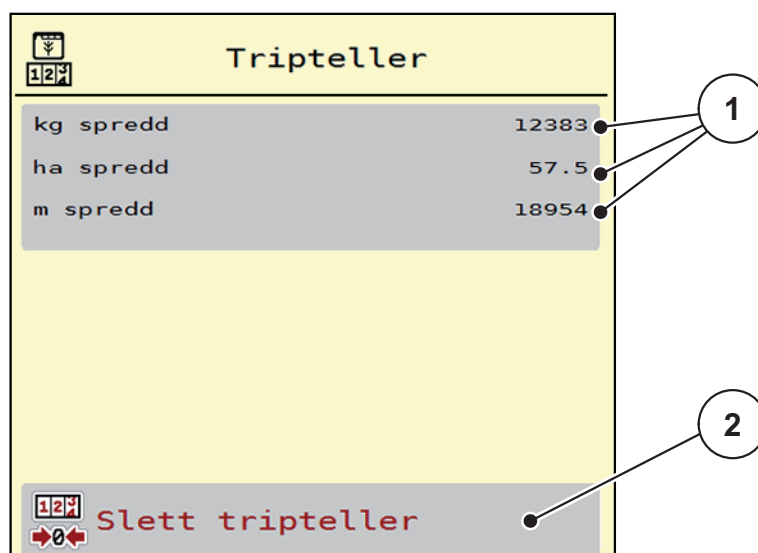 Tripteller
kg spredd 12383
ha spredd 57.5
m spredd 18954
Slett tripteller
1
2